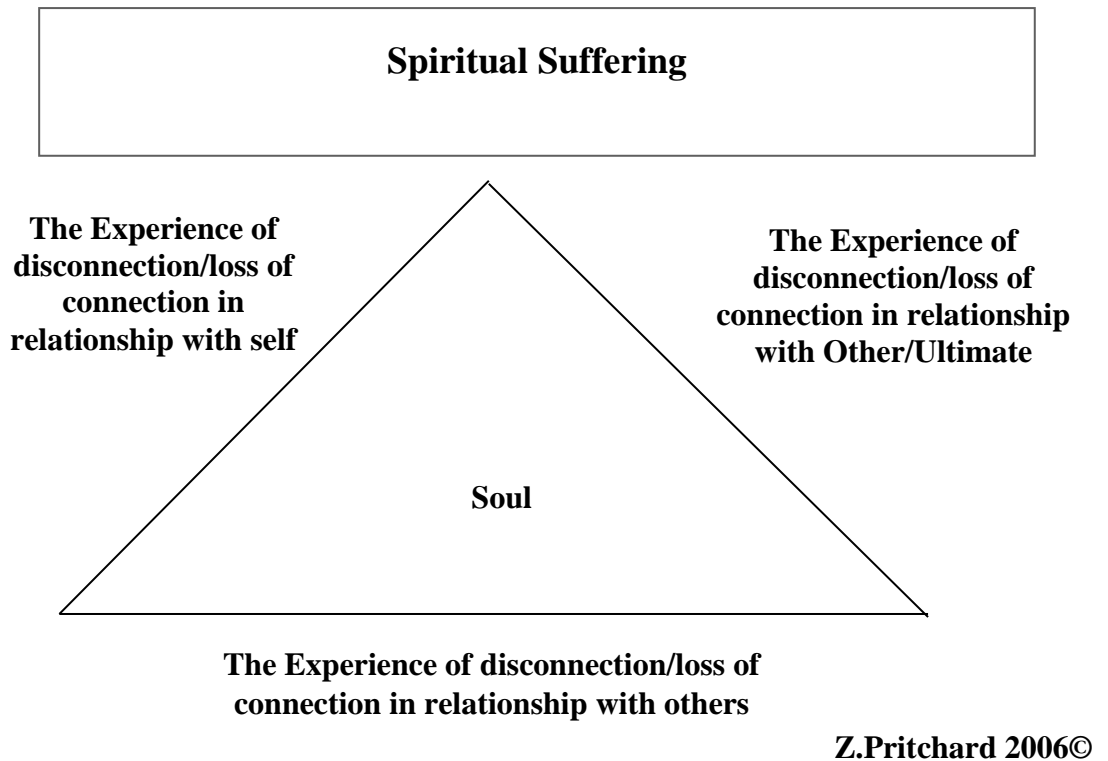 Spiritual Suffering
The Experience of
disconnection/loss of
connection in
relationship with self
The Experience of
disconnection/loss of
connection in relationship
with Other/Ultimate
Soul
The Experience of disconnection/loss of
connection in relationship with others
Z.Pritchard 2006©